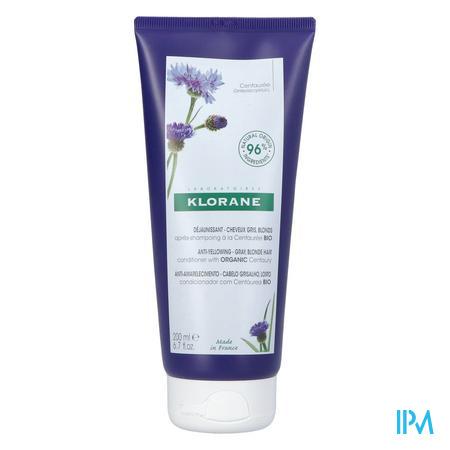 Centaurée
NATURAL ORIGIN
96%
INGREDIENTS
LABORATOIRES
KLORANE
DÉJAUNISSANT - CHEVEUX GRIS, BLONDS
après-shampooing à la Centaurée BIO
ANTI-YELLOWING - GRAY, BLONDE HAIR
conditioner with ORGANIC Centaury
ANTI-AMARELECIMENTO - CABELO GRISALHO, LOIRO
condicionador com Centáurea BIO
200 ml ℮
6.7 fl.oz.
Made
in France
IPM